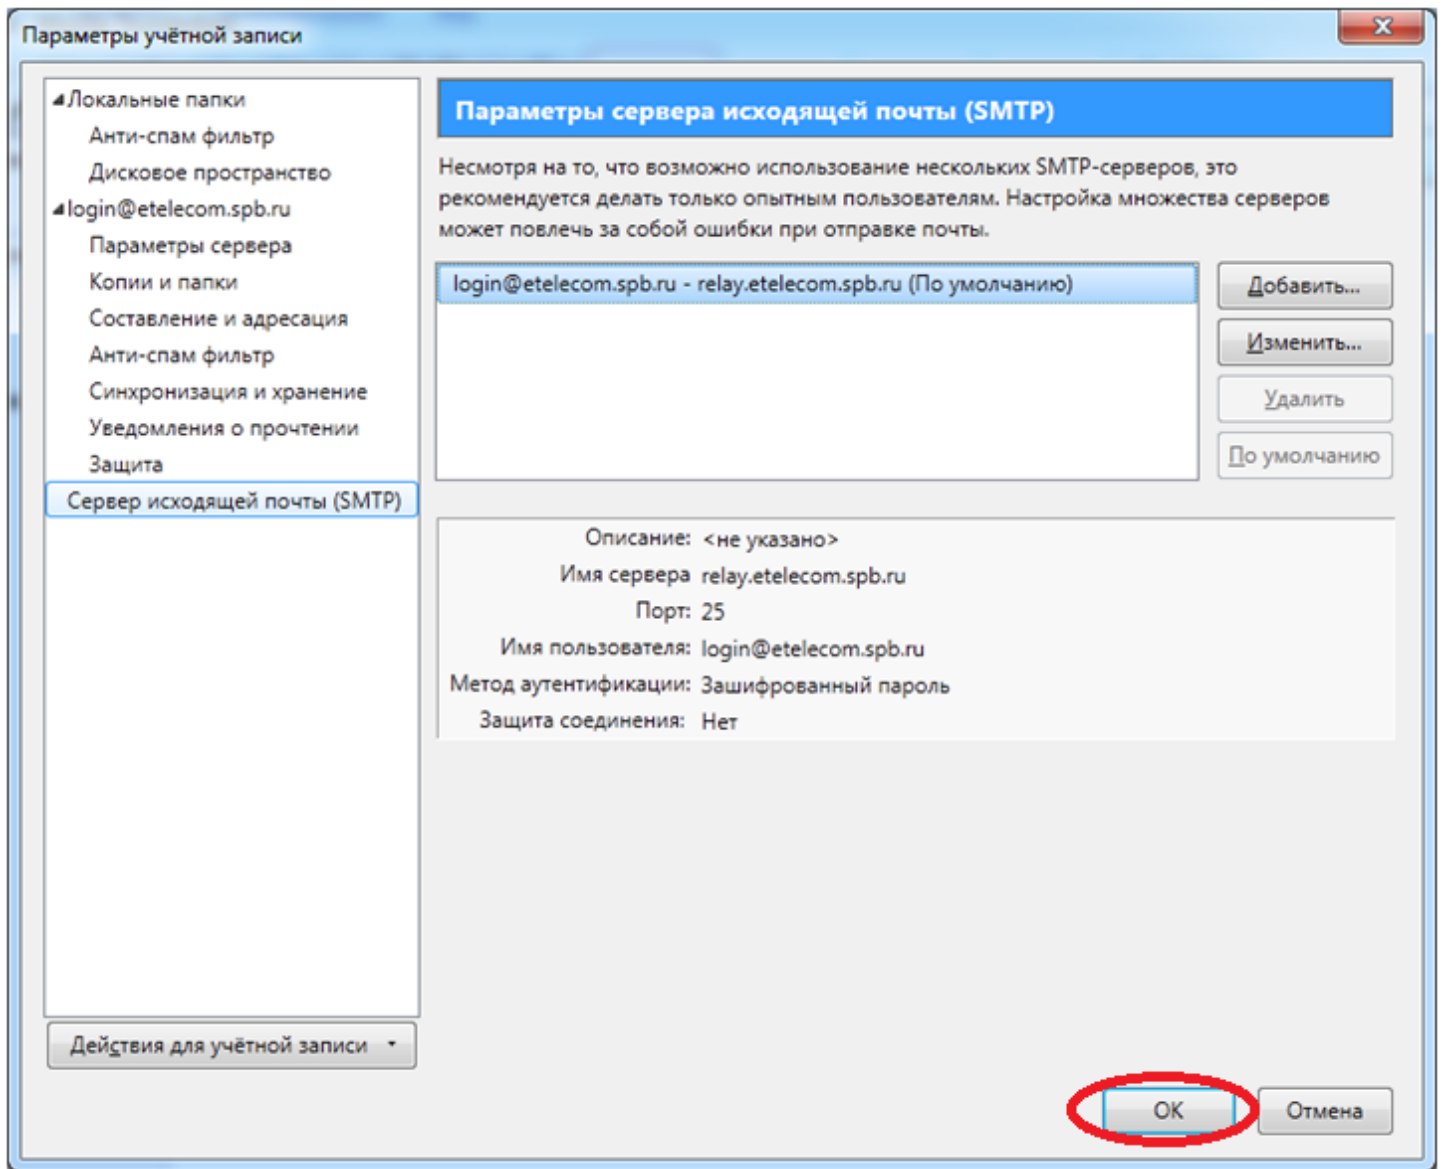 Параметры учётной записи
Локальные папки
Анти-спам фильтр
Дисковое пространство
login@etelecom.spb.ru
Параметры сервера
Копии и папки
Составление и адресация
Анти-спам фильтр
Синхронизация и хранение
Уведомления о прочтении
Защита
Сервер исходящей почты (SMTP)
Действия для учётной записи
Параметры сервера исходящей почты (SMTP)
Несмотря на то, что возможно использование нескольких SMTP-серверов, это
рекомендуется делать только опытным пользователям. Настройка множества серверов
может повлечь за собой ошибки при отправке почты.
login@etelecom.spb.ru - relay.etelecom.spb.ru (По умолчанию)
Добавить...
Изменить...
Удалить
По умолчанию
Описание: <не указано>
Имя сервера relay.etelecom.spb.ru
Порт: 25
Имя пользователя: login@etelecom.spb.ru
Метод аутентификации: Зашифрованный пароль
Защита соединения: Нет
OK
Отмена